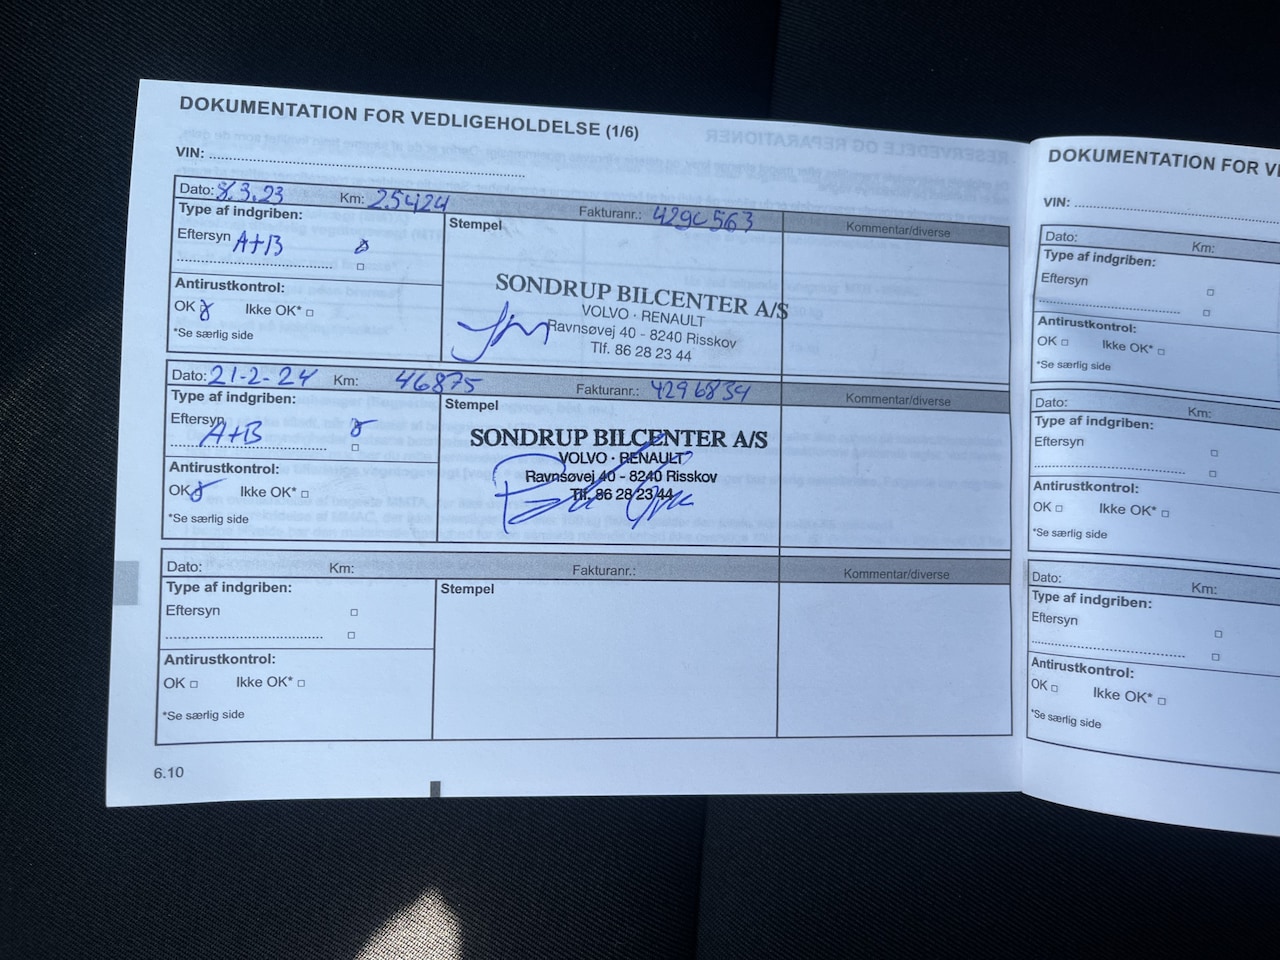 DOKUMENTATION FOR VEDLIGEHOLDELSE (1/6)
VIN:
Dato: 8.3.23 Km: 25424 Fakturanr.: 4296563 Kommentar/diverse
Type af indgriben: Stempel
Eftersyn A+B
Antirustkontrol:
OK Ikke OK*
*Se særlig side
SONDRUP BILCENTER A/S
VOLVO · RENAULT
Ravnsøvej 40 - 8240 Risskov
Tlf. 86 28 23 44
Dato: 21-2-24 Km: 46875 Fakturanr.: 4296834 Kommentar/diverse
Type af indgriben: Stempel
Eftersyn A+B
Antirustkontrol:
OK Ikke OK*
*Se særlig side
SONDRUP BILCENTER A/S
VOLVO · RENAULT
Ravnsøvej 40 - 8240 Risskov
Tlf. 86 28 23 44
Dato: Km: Fakturanr.: Kommentar/diverse
Type af indgriben: Stempel
Eftersyn
Antirustkontrol:
OK Ikke OK*
*Se særlig side
6.10
DOKUMENTATION FOR
VIN:
Dato: Km:
Type af indgriben:
Eftersyn
Antirustkontrol:
OK Ikke OK*
*Se særlig side
Dato: Km:
Type af indgriben:
Eftersyn
Antirustkontrol:
OK Ikke OK*
*Se særlig side
Dato: Km:
Type af indgriben:
Eftersyn
Antirustkontrol:
OK Ikke OK*
*Se særlig side